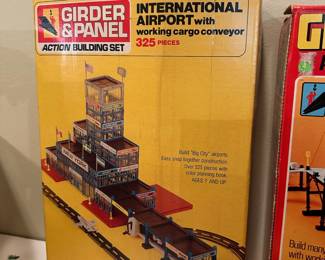 GIRDER
& PANEL
ACTION BUILDING SET
INTERNATIONAL
AIRPORT with
working cargo conveyor
325 PIECES
Build "Big City" airports.
Easy snap together construction.
Over 325 pieces with
color planning book.
AGES 7 AND UP
Build many
with work